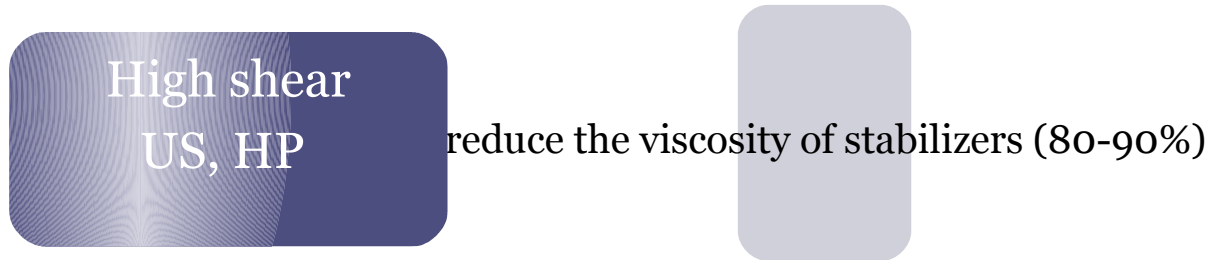 High shear
US, HP
reduce the viscosity of stabilizers (80-90%)